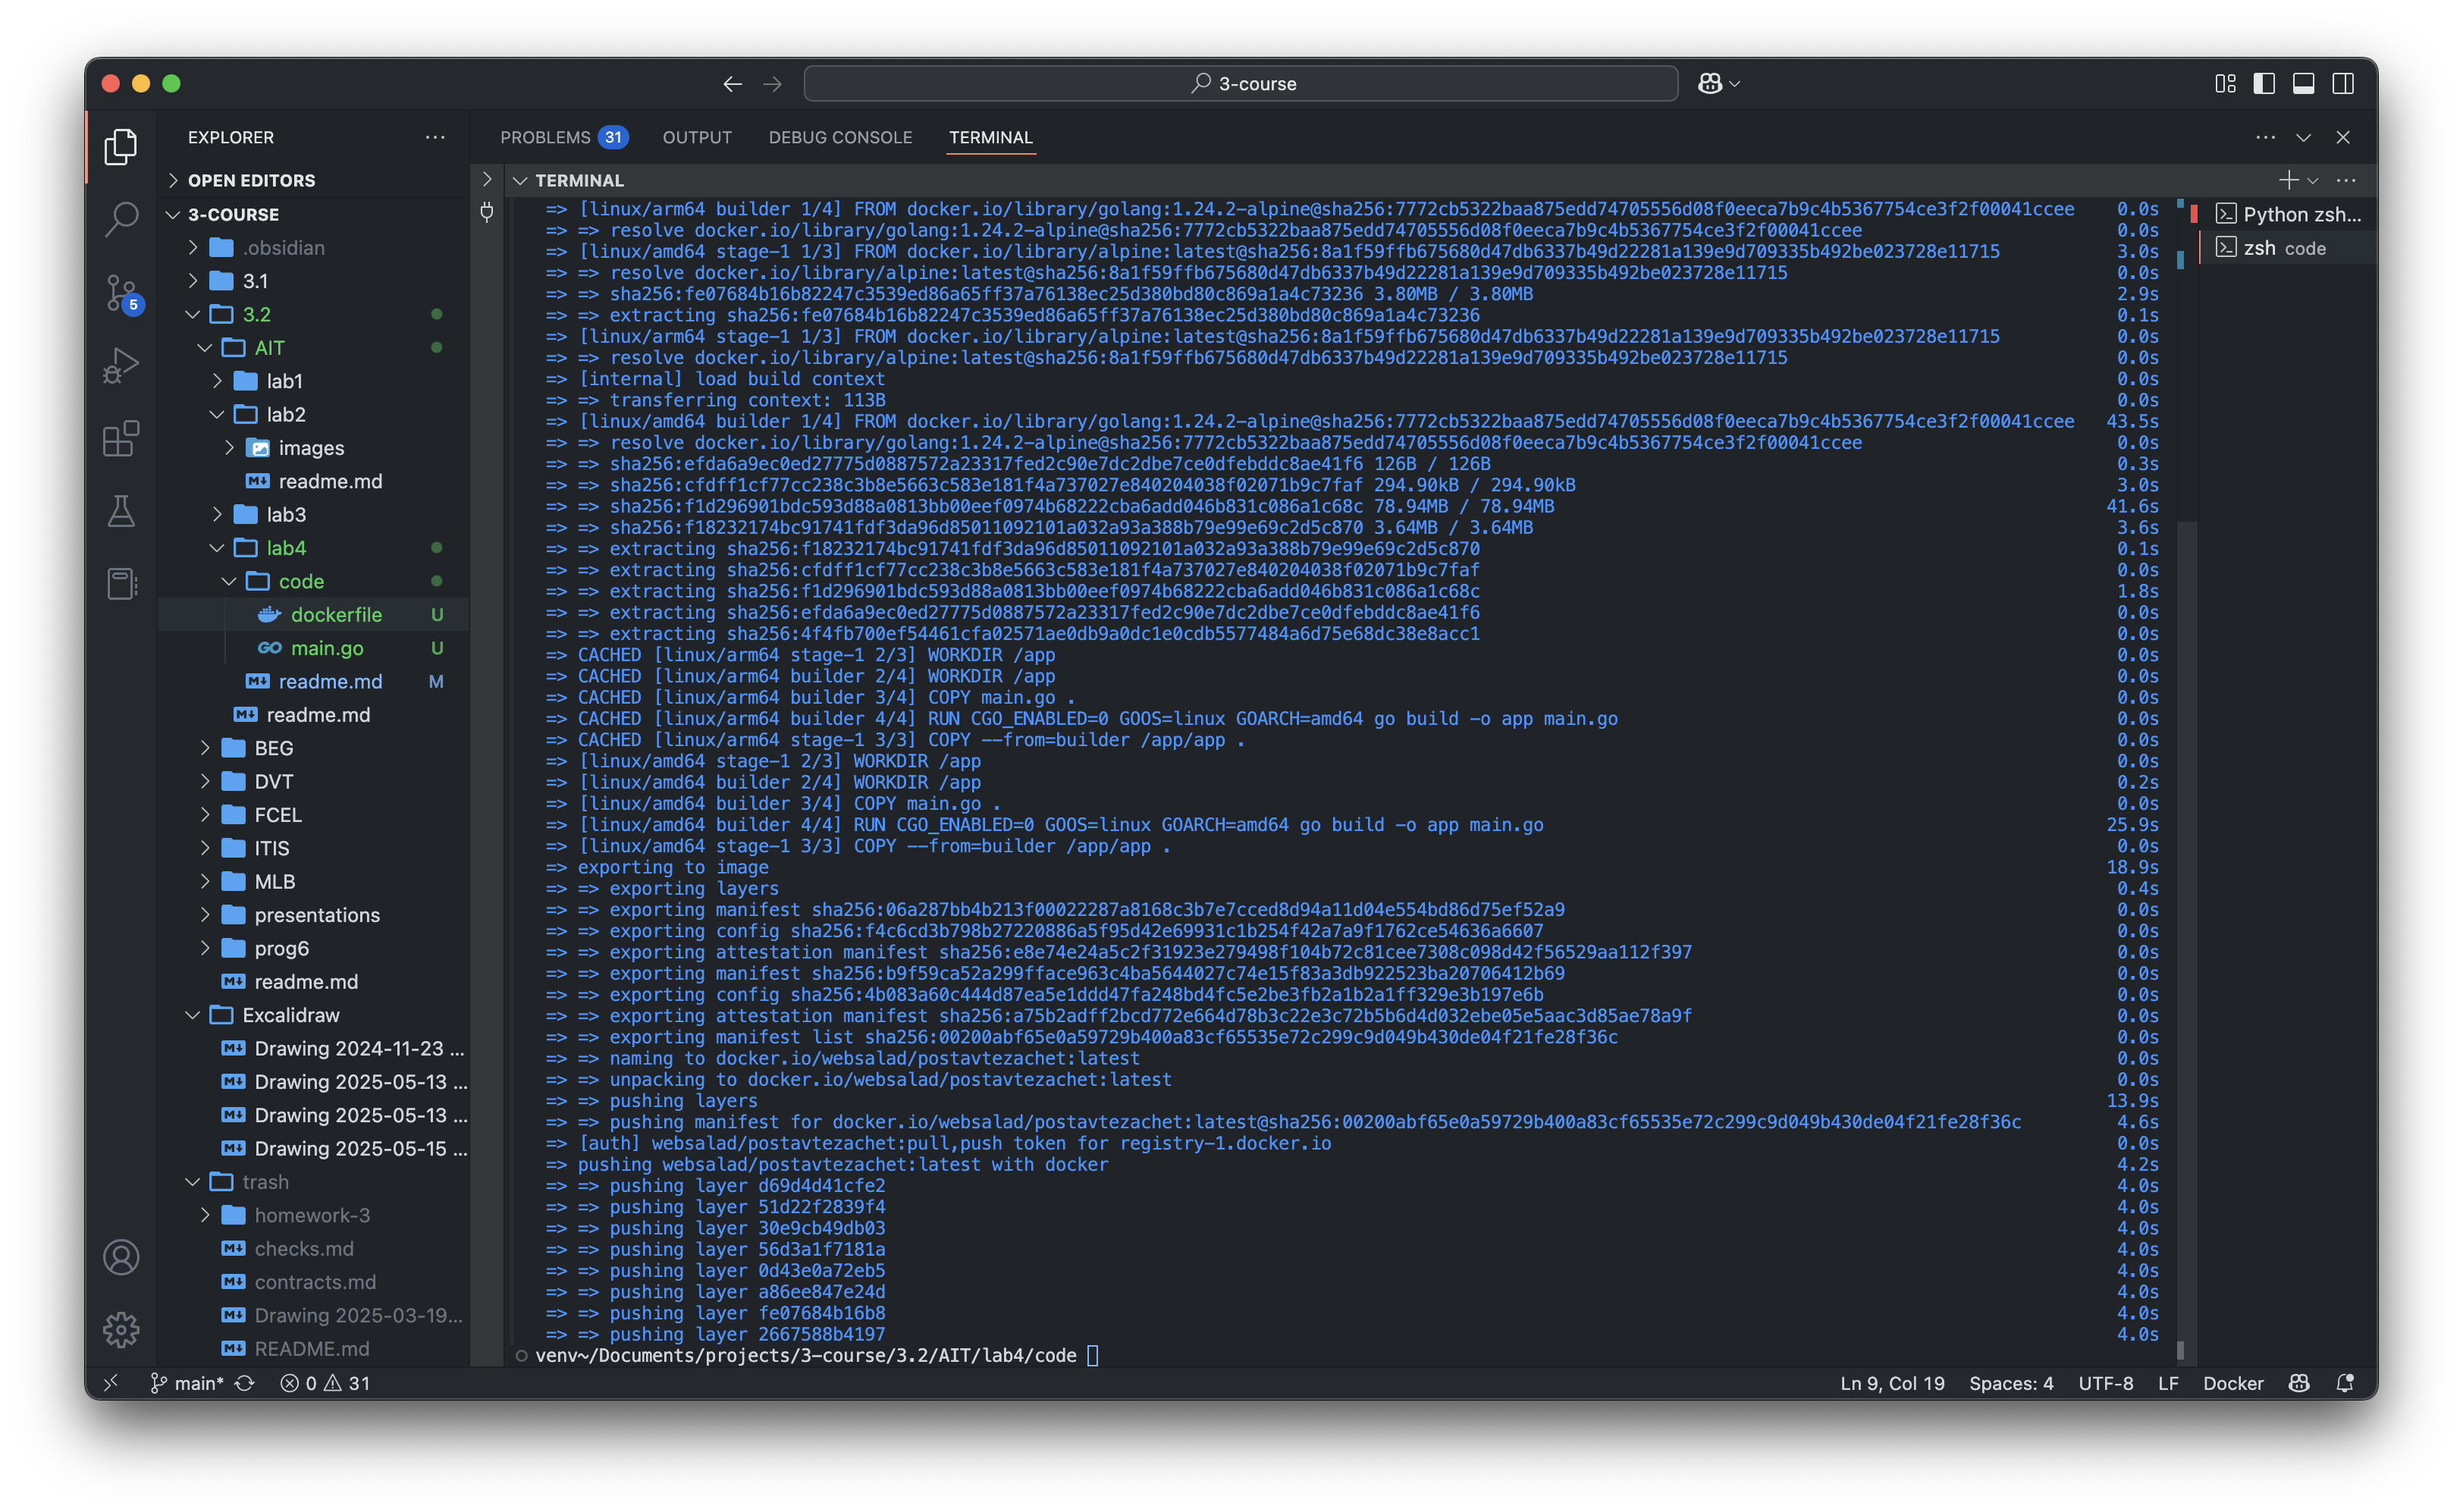 3-course
EXPLORER
OPEN EDITORS
3-COURSE
.obsidian
3.1
3.2
AIT
lab1
lab2
images
readme.md
lab3
lab4
code
dockerfile U
main.go U
readme.md M
readme.md
BEG
DVT
FCEL
ITIS
MLB
presentations
prog6
readme.md
Excalidraw
Drawing 2024-11-23 ...
Drawing 2025-05-13 ...
Drawing 2025-05-13 ...
Drawing 2025-05-15 ...
trash
homework-3
checks.md
contracts.md
Drawing 2025-03-19...
README.md
5
PROBLEMS 31 OUTPUT DEBUG CONSOLE TERMINAL
TERMINAL
=> [linux/arm64 builder 1/4] FROM docker.io/library/golang:1.24.2-alpine@sha256:7772cb5322baa875edd74705556d08f0eeca7b9c4b5367754ce3f2f00041ccee 0.0s
=> => resolve docker.io/library/golang:1.24.2-alpine@sha256:7772cb5322baa875edd74705556d08f0eeca7b9c4b5367754ce3f2f00041ccee 0.0s
=> [linux/amd64 stage-1 1/3] FROM docker.io/library/alpine:latest@sha256:8a1f59ffb675680d47db6337b49d22281a139e9d709335b492be023728e11715 3.0s
=> => resolve docker.io/library/alpine:latest@sha256:8a1f59ffb675680d47db6337b49d22281a139e9d709335b492be023728e11715 0.0s
=> => sha256:fe07684b16b82247c3539ed86a65ff37a76138ec25d380bd80c869a1a4c73236 3.80MB / 3.80MB 2.9s
=> => extracting sha256:fe07684b16b82247c3539ed86a65ff37a76138ec25d380bd80c869a1a4c73236 0.1s
=> [linux/arm64 stage-1 1/3] FROM docker.io/library/alpine:latest@sha256:8a1f59ffb675680d47db6337b49d22281a139e9d709335b492be023728e11715 0.0s
=> => resolve docker.io/library/alpine:latest@sha256:8a1f59ffb675680d47db6337b49d22281a139e9d709335b492be023728e11715 0.0s
=> [internal] load build context 0.0s
=> => transferring context: 113B 0.0s
=> [linux/amd64 builder 1/4] FROM docker.io/library/golang:1.24.2-alpine@sha256:7772cb5322baa875edd74705556d08f0eeca7b9c4b5367754ce3f2f00041ccee 43.5s
=> => resolve docker.io/library/golang:1.24.2-alpine@sha256:7772cb5322baa875edd74705556d08f0eeca7b9c4b5367754ce3f2f00041ccee 0.0s
=> => sha256:efda6a9ec0ed27775d0887572a23317fed2c90e7dc2dbe7ce0dfebddc8ae41f6 126B / 126B 0.3s
=> => sha256:cfdff1cf77cc238c3b8e5663c583e181f4a737027e840204038f02071b9c7faf 294.90kB / 294.90kB 3.0s
=> => sha256:f1d296901bdc593d88a0813bb00eef0974b68222cba6add046b831c086a1c68c 78.94MB / 78.94MB 41.6s
=> => sha256:f18232174bc91741fdf3da96d85011092101a032a93a388b79e99e69c2d5c870 3.64MB / 3.64MB 3.6s
=> => extracting sha256:f18232174bc91741fdf3da96d85011092101a032a93a388b79e99e69c2d5c870 0.1s
=> => extracting sha256:cfdff1cf77cc238c3b8e5663c583e181f4a737027e840204038f02071b9c7faf 0.0s
=> => extracting sha256:f1d296901bdc593d88a0813bb00eef0974b68222cba6add046b831c086a1c68c 1.8s
=> => extracting sha256:efda6a9ec0ed27775d0887572a23317fed2c90e7dc2dbe7ce0dfebddc8ae41f6 0.0s
=> => extracting sha256:4f4fb700ef54461cfa02571ae0db9a0dc1e0cdb5577484a6d75e68dc38e8acc1 0.0s
=> CACHED [linux/arm64 stage-1 2/3] WORKDIR /app 0.0s
=> CACHED [linux/arm64 builder 2/4] WORKDIR /app 0.0s
=> CACHED [linux/arm64 builder 3/4] COPY main.go . 0.0s
=> CACHED [linux/arm64 builder 4/4] RUN CGO_ENABLED=0 GOOS=linux GOARCH=amd64 go build -o app main.go 0.0s
=> CACHED [linux/arm64 stage-1 3/3] COPY --from=builder /app/app . 0.0s
=> [linux/amd64 stage-1 2/3] WORKDIR /app 0.0s
=> [linux/amd64 builder 2/4] WORKDIR /app 0.2s
=> [linux/amd64 builder 3/4] COPY main.go . 0.0s
=> [linux/amd64 builder 4/4] RUN CGO_ENABLED=0 GOOS=linux GOARCH=amd64 go build -o app main.go 25.9s
=> [linux/amd64 stage-1 3/3] COPY --from=builder /app/app . 0.0s
=> exporting to image 18.9s
=> => exporting layers 0.4s
=> => exporting manifest sha256:06a287bb4b213f00022287a8168c3b7e7cced8d94a11d04e554bd86d75ef52a9 0.0s
=> => exporting config sha256:f4c6cd3b798b27220886a5f95d42e69931c1b254f42a7a9f1762ce54636a6607 0.0s
=> => exporting attestation manifest sha256:e8e74e24a5c2f31923e279498f104b72c81cee7308c098d42f56529aa112f397 0.0s
=> => exporting manifest sha256:b9f59ca52a299fface963c4ba5644027c74e15f83a3db922523ba20706412b69 0.0s
=> => exporting config sha256:4b083a60c444d87ea5e1ddd47fa248bd4fc5e2be3fb2a1b2a1ff329e3b197e6b 0.0s
=> => exporting attestation manifest sha256:a75b2adff2bcd772e664d78b3c22e3c72b5b6d4d032ebe05e5aac3d85ae78a9f 0.0s
=> => exporting manifest list sha256:00200abf65e0a59729b400a83cf65535e72c299c9d049b430de04f21fe28f36c 0.0s
=> => naming to docker.io/websalad/postavtezachet:latest 0.0s
=> => unpacking to docker.io/websalad/postavtezachet:latest 0.0s
=> => pushing layers 13.9s
=> => pushing manifest for docker.io/websalad/postavtezachet:latest@sha256:00200abf65e0a59729b400a83cf65535e72c299c9d049b430de04f21fe28f36c 4.6s
=> [auth] websalad/postavtezachet:pull,push token for registry-1.docker.io 0.0s
=> pushing websalad/postavtezachet:latest with docker 4.2s
=> => pushing layer d69d4d41cfe2 4.0s
=> => pushing layer 51d22f2839f4 4.0s
=> => pushing layer 30e9cb49db03 4.0s
=> => pushing layer 56d3a1f7181a 4.0s
=> => pushing layer 0d43e0a72eb5 4.0s
=> => pushing layer a86ee847e24d 4.0s
=> => pushing layer fe07684b16b8 4.0s
=> => pushing layer 2667588b4197 4.0s
venv~/Documents/projects/3-course/3.2/AIT/lab4/code
Python zsh...
zsh code
main* 0 31 Ln 9, Col 19 Spaces: 4 UTF-8 LF Docker